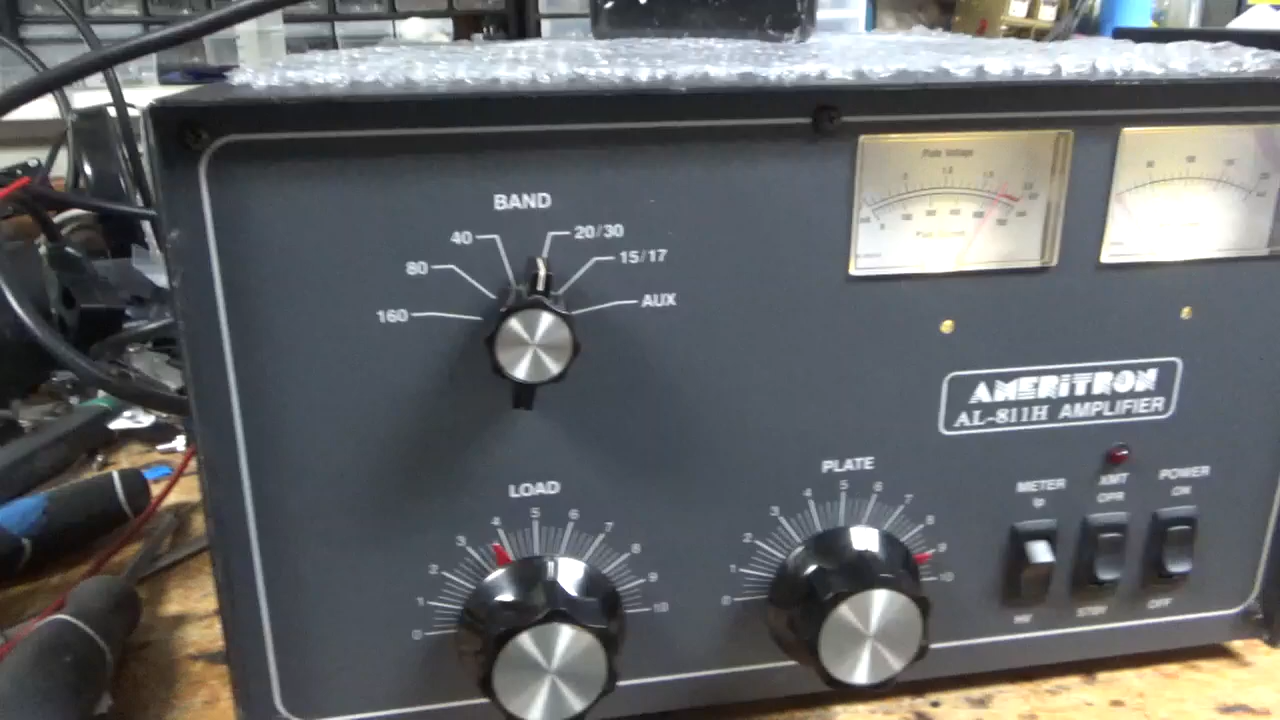 Plate Voltage
BAND
40
20/30
80
15/17
160
AUX
AMERITRON
AL-811H AMPLIFIER
LOAD
0 1 2 3 4 5 6 7 8 9 10
PLATE
0 1 2 3 4 5 6 7 8 9 10
METER
Ip
HV
XMT
OPR
STBY
POWER
ON
OFF